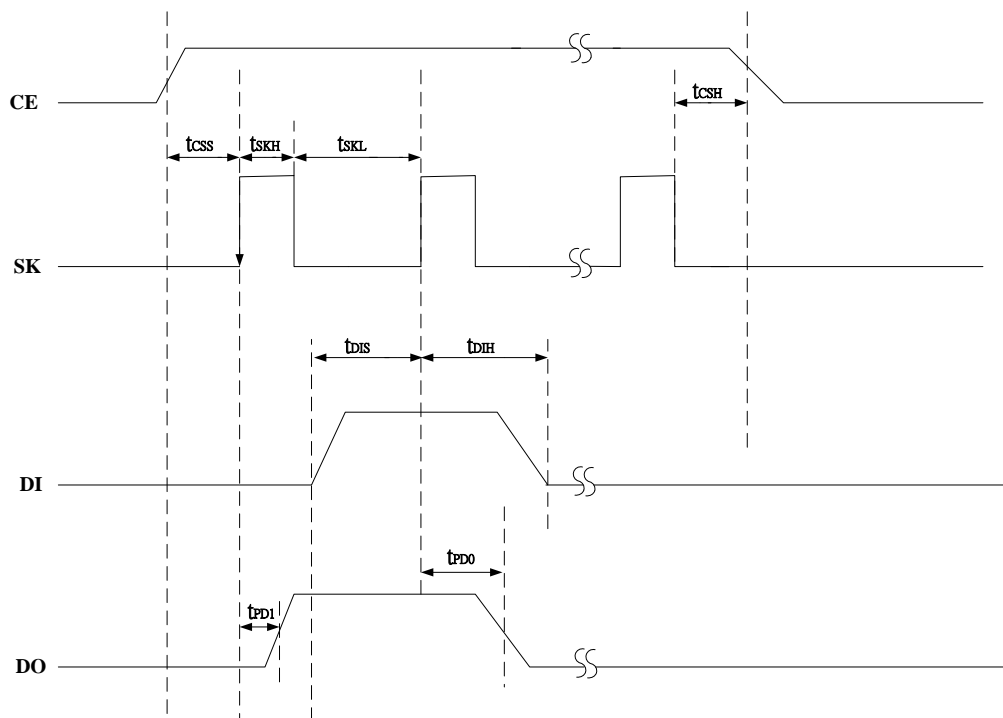 CE
tCSH
tCSS
tSKH
tSKL
SK
tDIS
tDIH
DI
tPD0
tPD1
DO